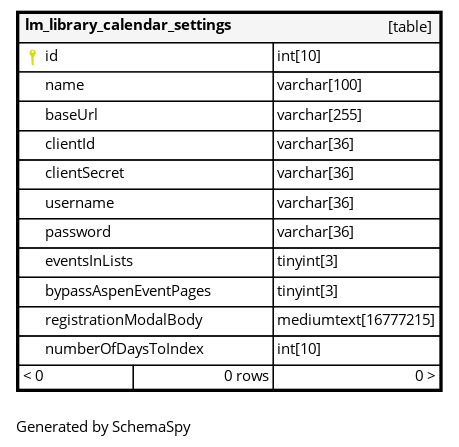 lm_library_calendar_settings [table]
id int[10]
name varchar[100]
baseUrl varchar[255]
clientId varchar[36]
clientSecret varchar[36]
username varchar[36]
password varchar[36]
eventsInLists tinyint[3]
bypassAspenEventPages tinyint[3]
registrationModalBody mediumtext[16777215]
numberOfDaysToIndex int[10]
< 0 0 rows 0 >
Generated by SchemaSpy